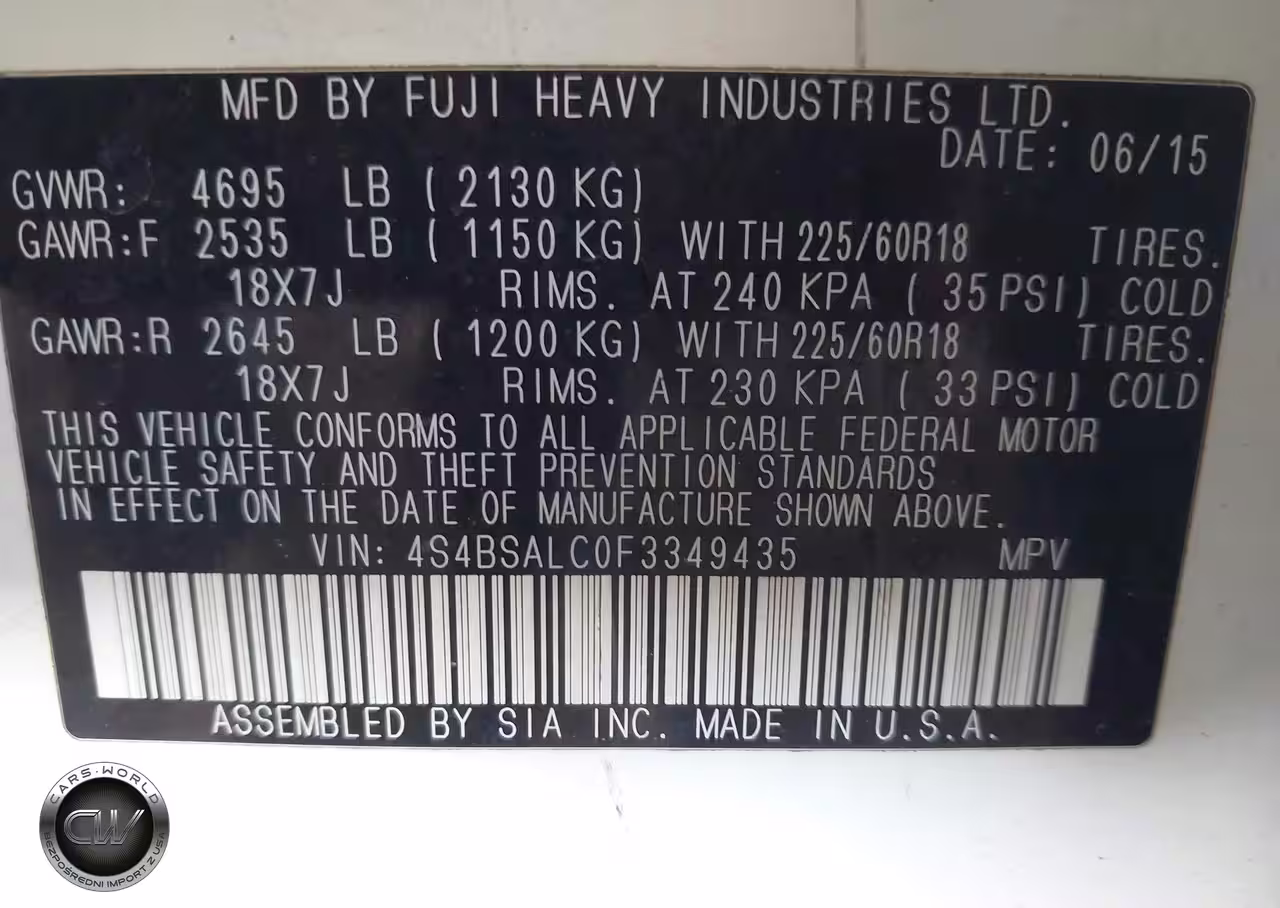 MFD BY FUJI HEAVY INDUSTRIES LTD.
DATE: 06/15
GVWR: 4695 LB ( 2130 KG)
GAWR:F 2535 LB ( 1150 KG) WITH 225/60R18 TIRES.
18X7J RIMS. AT 240 KPA ( 35 PSI) COLD
GAWR:R 2645 LB ( 1200 KG) WITH 225/60R18 TIRES.
18X7J RIMS. AT 230 KPA ( 33 PSI) COLD
THIS VEHICLE CONFORMS TO ALL APPLICABLE FEDERAL MOTOR
VEHICLE SAFETY AND THEFT PREVENTION STANDARDS
IN EFFECT ON THE DATE OF MANUFACTURE SHOWN ABOVE.
VIN: 4S4BSALC0F3349435 MPV
ASSEMBLED BY SIA INC. MADE IN U.S.A.
CARS·WORLD
CW
BEZPOŚREDNI IMPORT Z USA